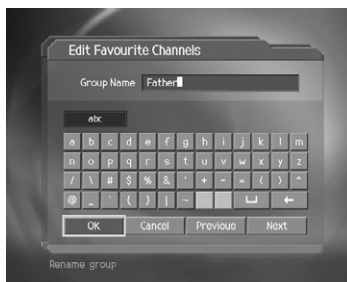 Edit Favourite Channels
Group Name Father
abc
a b c d e f g h i j k l m
n o p q r s t u v w x y z
/ \ # $ % & ' + - = < > ^
@ _ ` { } | ~
OK Cancel Previous Next
Rename group